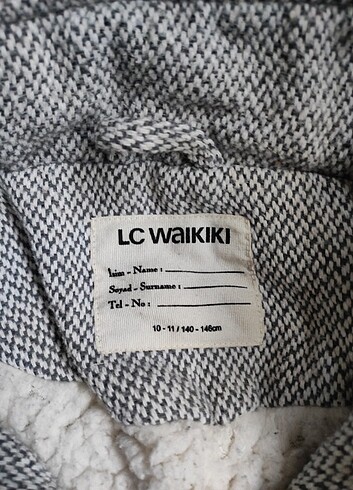 LC WAIKIKI
İsim - Name :
Soyad - Surname :
Tel - No :
10 - 11 / 140 - 146cm